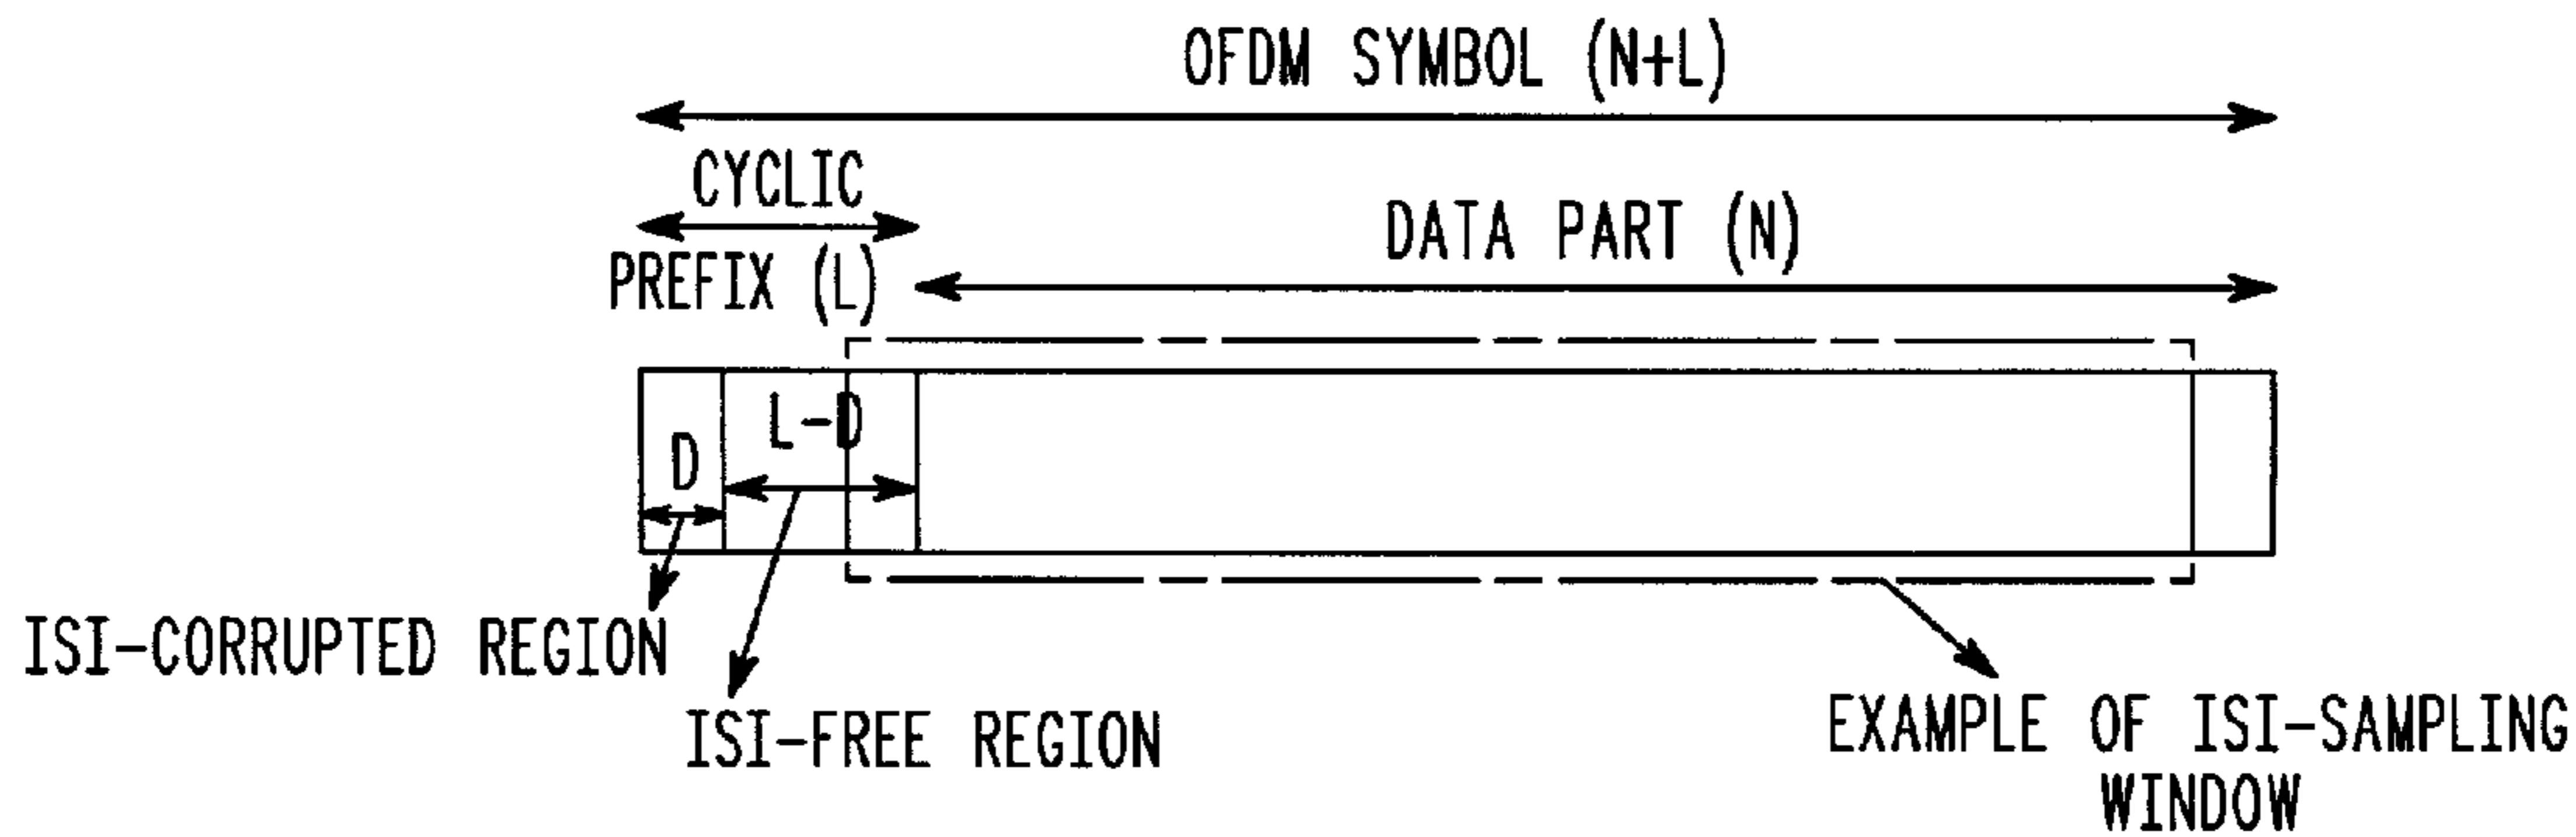 OFDM SYMBOL (N+L)
CYCLIC
PREFIX (L)
DATA PART (N)
D
L-D
ISI-CORRUPTED REGION
ISI-FREE REGION
EXAMPLE OF ISI-SAMPLING
WINDOW